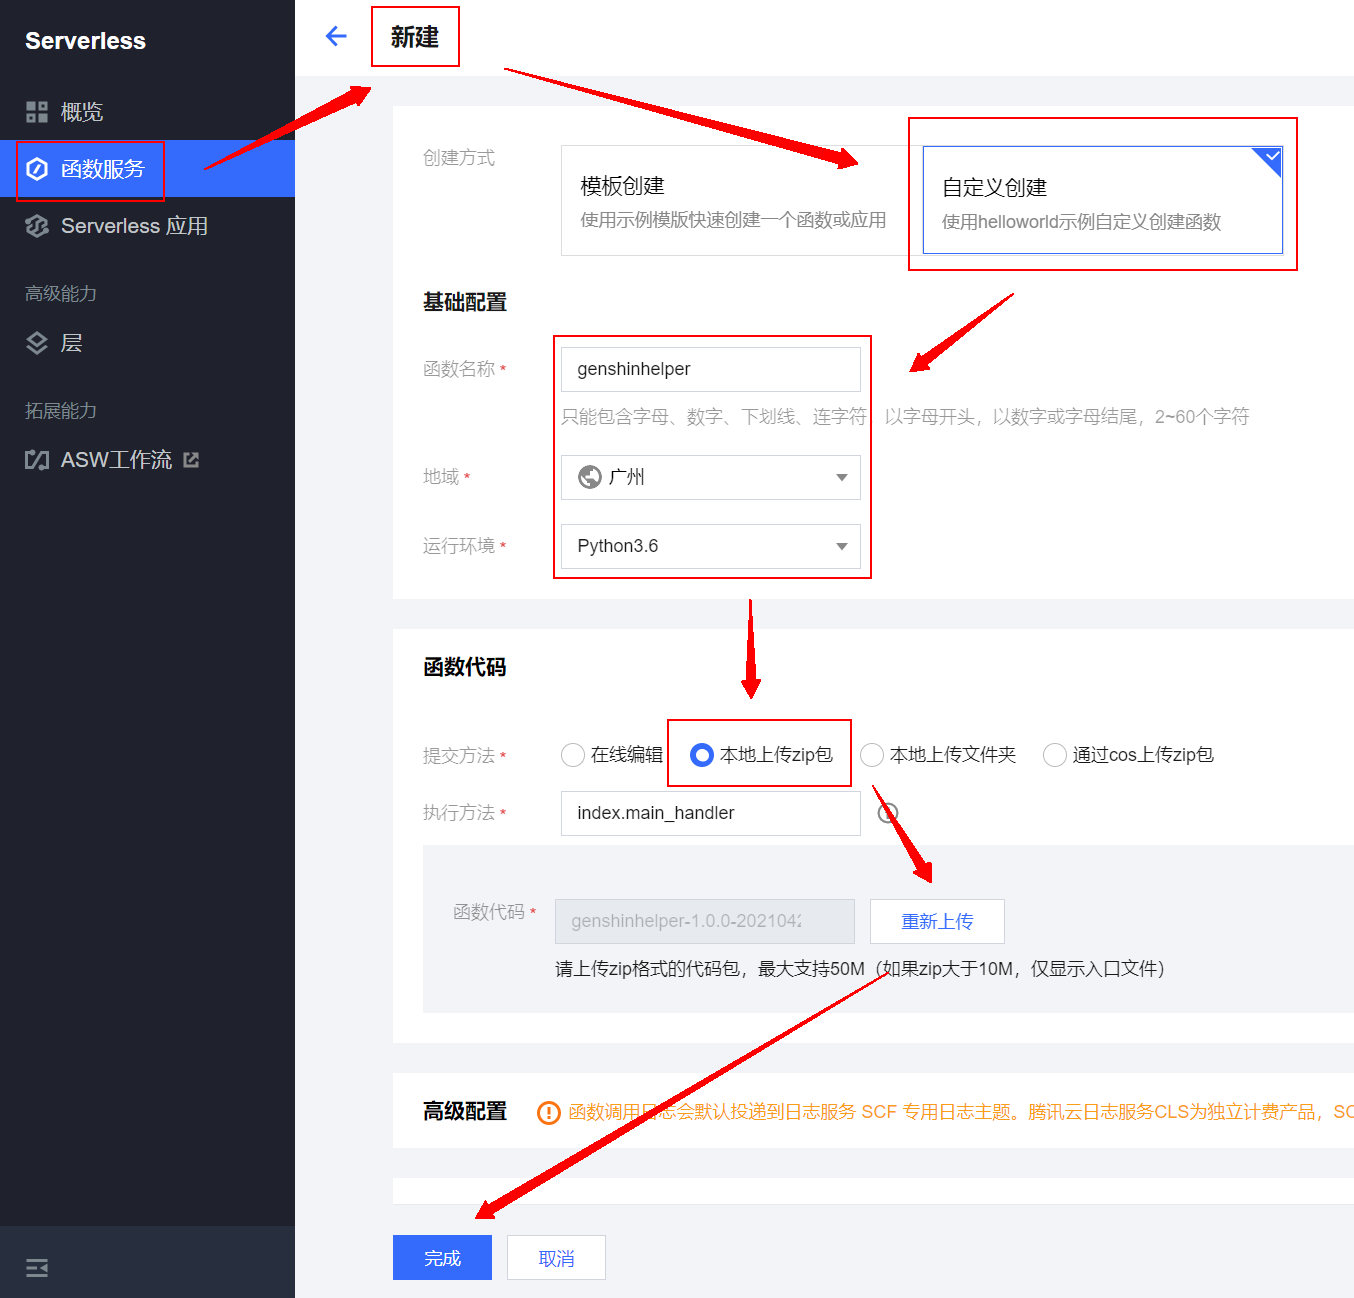 Serverless
概览
函数服务
Serverless 应用
高级能力
层
拓展能力
ASW工作流
新建
创建方式
模板创建
使用示例模版快速创建一个函数或应用
自定义创建
使用helloworld示例自定义创建函数
基础配置
函数名称 *
genshinhelper
只能包含字母、数字、下划线、连字符，以字母开头，以数字或字母结尾，2~60个字符
地域 *
广州
运行环境 *
Python3.6
函数代码
提交方法 *
在线编辑
本地上传zip包
本地上传文件夹
通过cos上传zip包
执行方法 *
index.main_handler
函数代码 *
genshinhelper-1.0.0-202104
重新上传
请上传zip格式的代码包，最大支持50M（如果zip大于10M，仅显示入口文件）
高级配置
函数调用日志会默认投递到日志服务 SCF 专用日志主题。腾讯云日志服务CLS为独立计费产品，SC
完成
取消